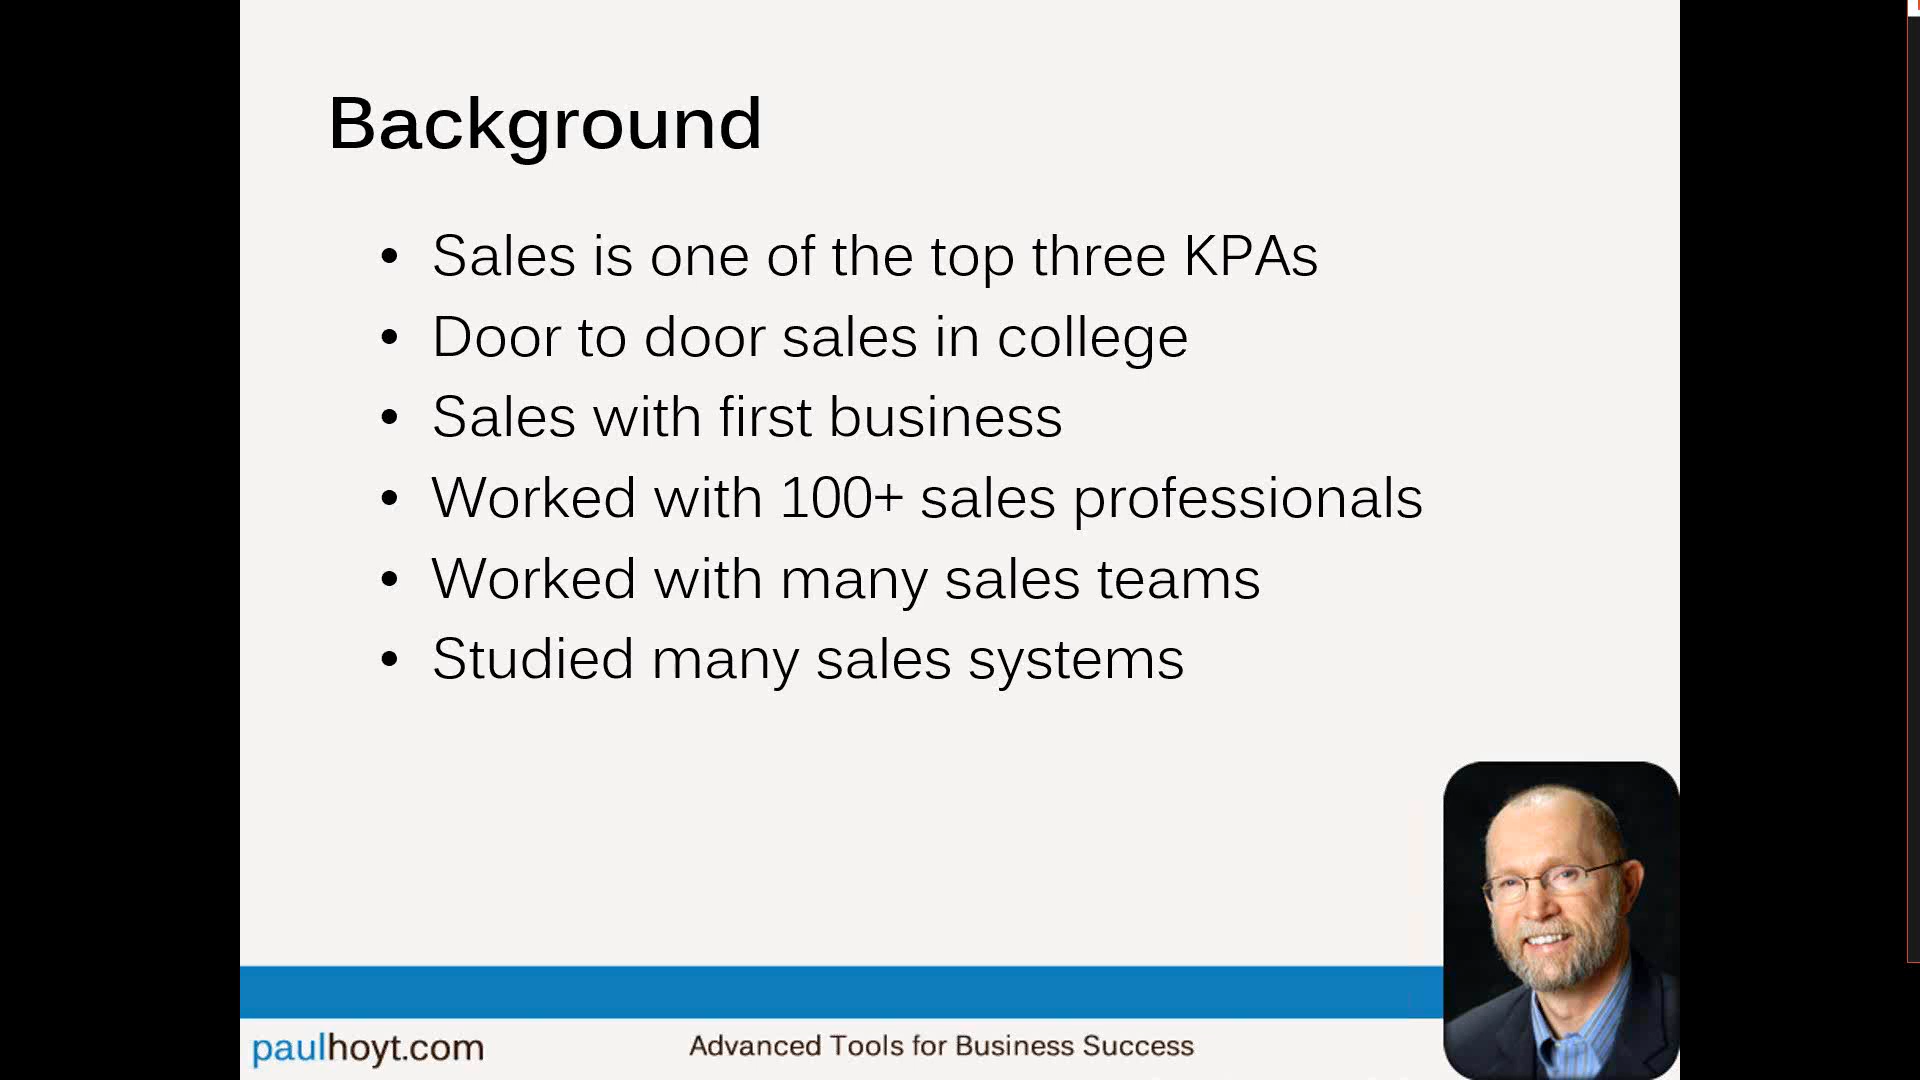 Background
• Sales is one of the top three KPAs
• Door to door sales in college
• Sales with first business
• Worked with 100+ sales professionals
• Worked with many sales teams
• Studied many sales systems
paulhoyt.com
Advanced Tools for Business Success